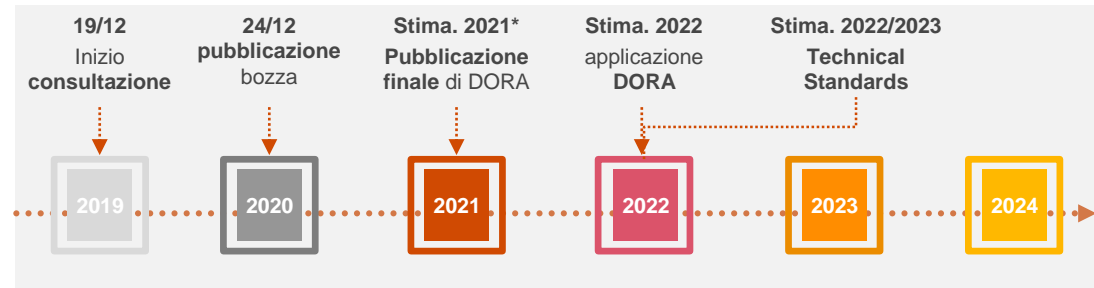 19/12
Inizio
consultazione
24/12
pubblicazione
bozza
Stima. 2021*
Pubblicazione
finale di DORA
Stima. 2022
applicazione
DORA
Stima. 2022/2023
Technical
Standards
2019
2020
2021
2022
2023
2024